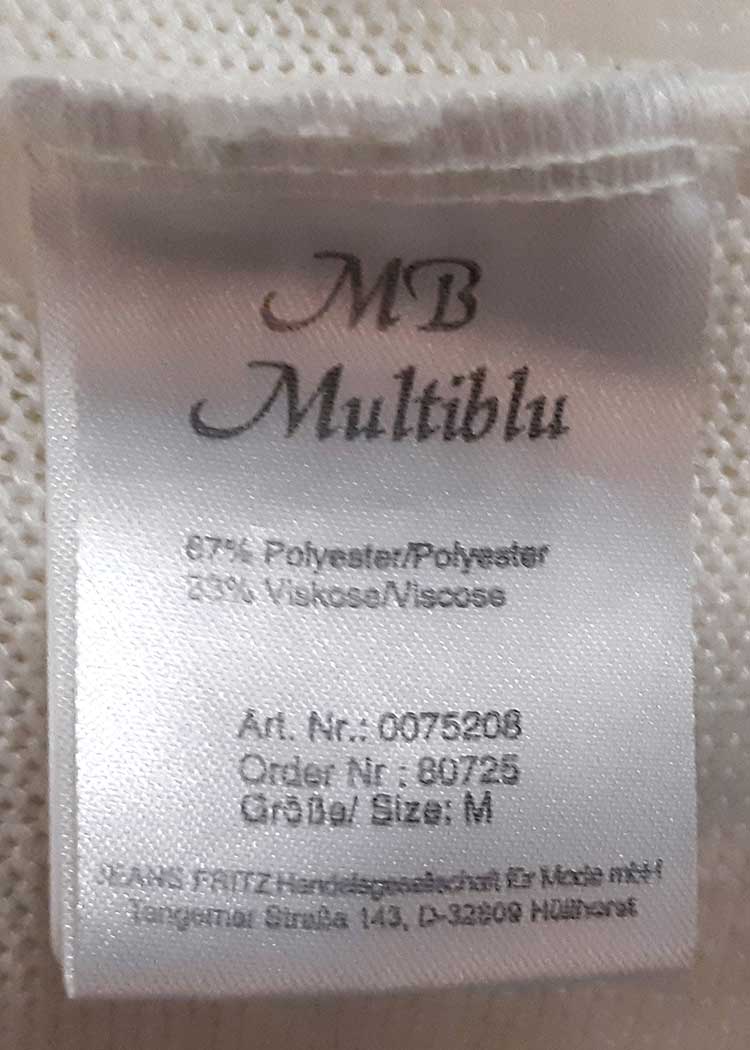 MB
Multiblu
67% Polyester/Polyester
33% Viskose/Viscose
Art. Nr.: 0075208
Order Nr : 80725
Größe/ Size: M
JEANS FRITZ Handelsgesellschaft für Mode mbH
Straße 143, D-32609 Hüllhorst